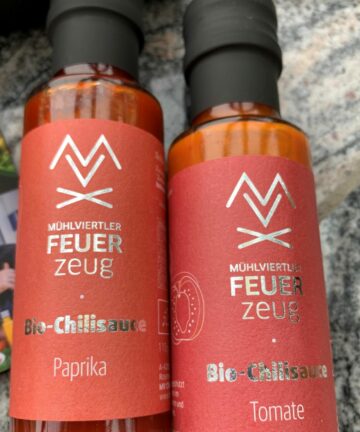 MÜHLVIERTLER
FEUER
zeug
Bio-Chilisauce
Paprika
MÜHLVIERTLER
FEUER
zeug
Bio-Chilisauce
Tomate